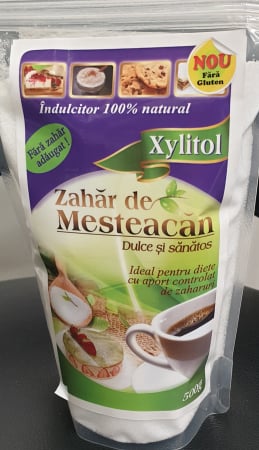 NOU
Fără
Gluten
Îndulcitor 100% natural
Fără zahăr
adăugat !
Xylitol
Zahăr de
Mesteacăn
Dulce și sănătos
Ideal pentru diete
cu aport controlat
de zaharuri
500g